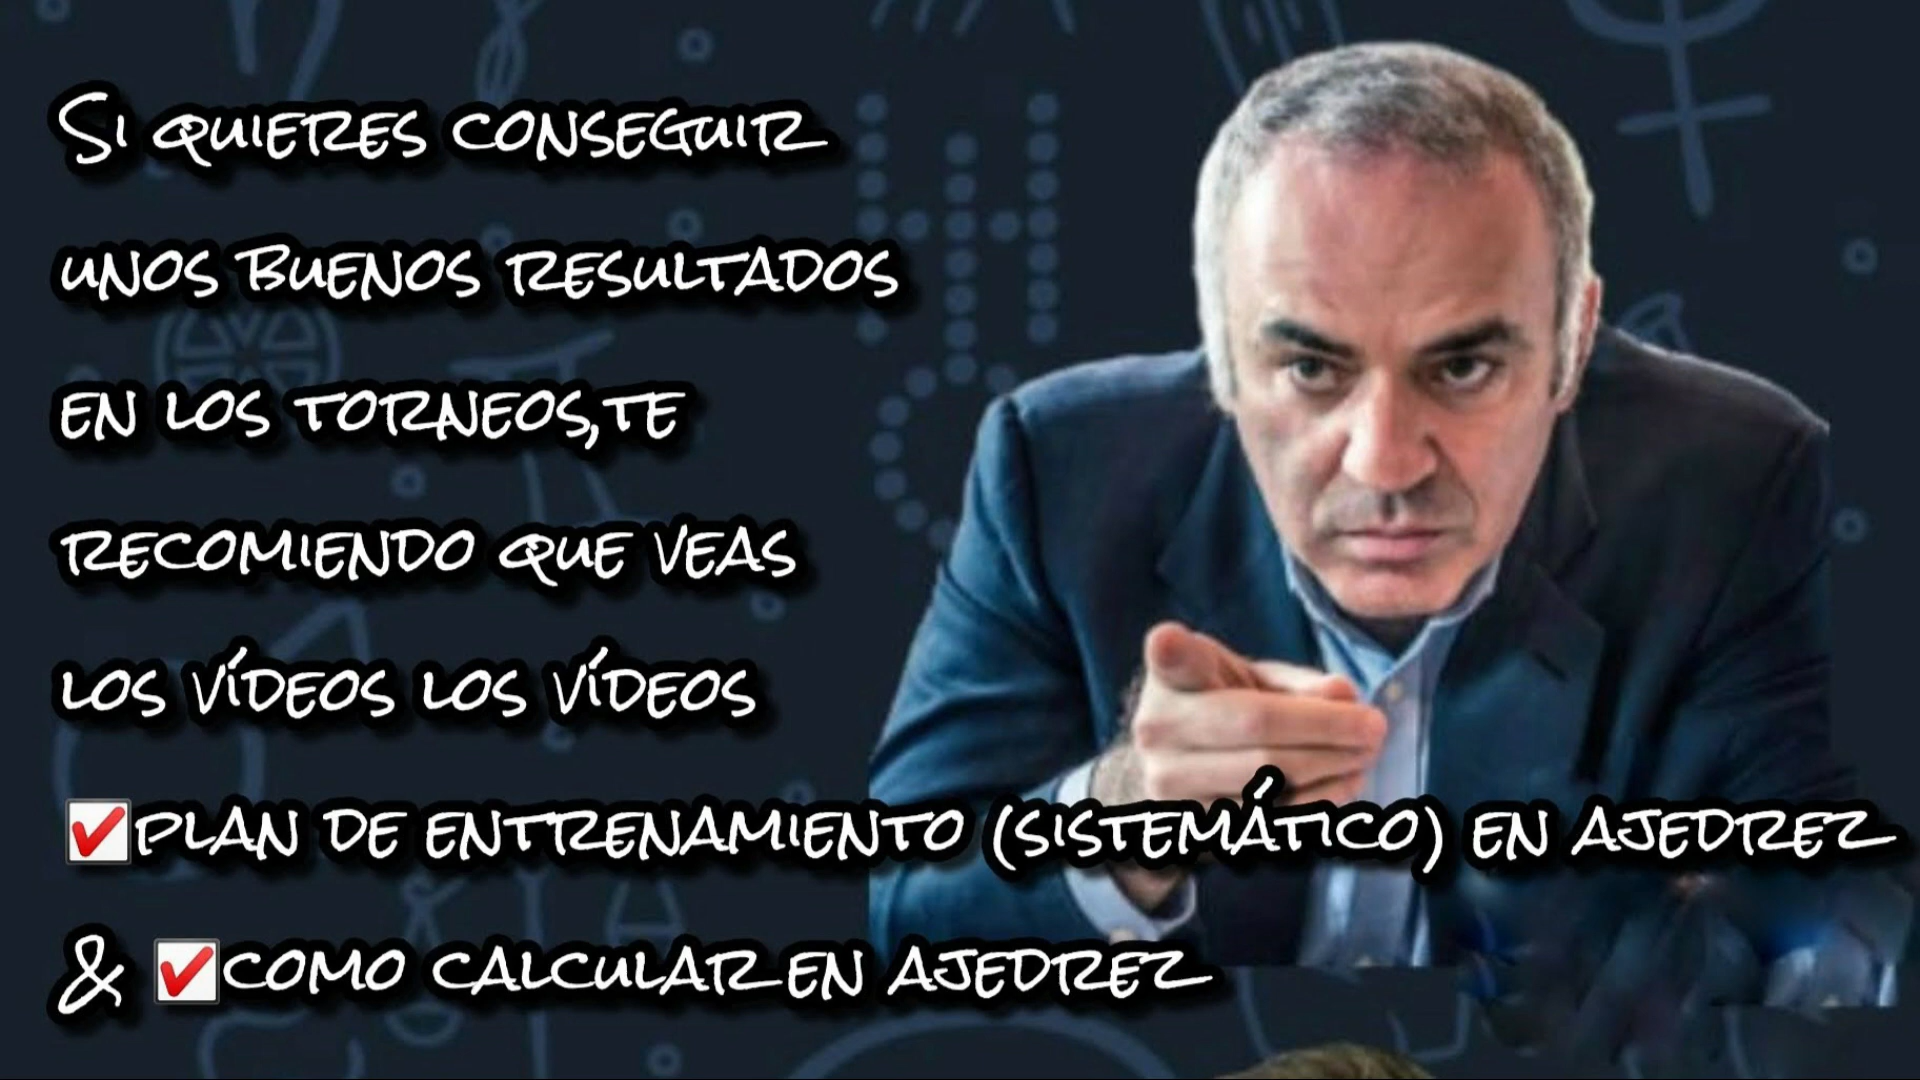 Si quieres conseguir
unos buenos resultados
en los torneos,te
recomiendo que veas
los vídeos los vídeos
✅plan de entrenamiento (sistemático) en ajedrez
& ✅como calcular en ajedrez